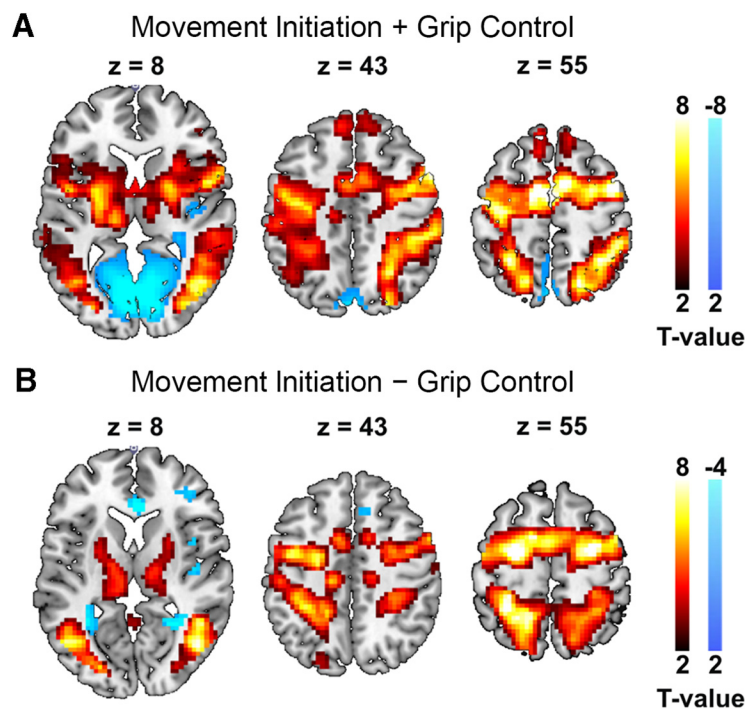 A Movement Initiation + Grip Control
z = 8 z = 43 z = 55
8 -8
2 2
T-value
B Movement Initiation − Grip Control
z = 8 z = 43 z = 55
8 -4
2 2
T-value